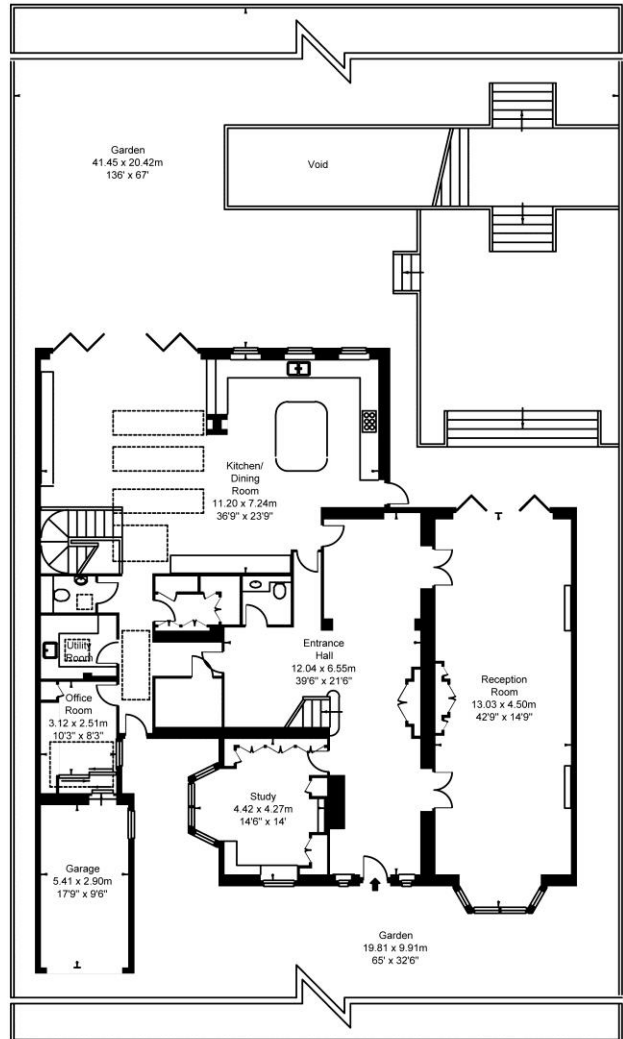 Garden
41.45 x 20.42m
136' x 67'
Void
Kitchen/
Dining
Room
11.20 x 7.24m
36'9" x 23'9"
Utility
Room
Office
Room
3.12 x 2.51m
10'3" x 8'3"
Entrance
Hall
12.04 x 6.55m
39'6" x 21'6"
Reception
Room
13.03 x 4.50m
42'9" x 14'9"
Study
4.42 x 4.27m
14'6" x 14'
Garage
5.41 x 2.90m
17'9" x 9'6"
Garden
19.81 x 9.91m
65' x 32'6"